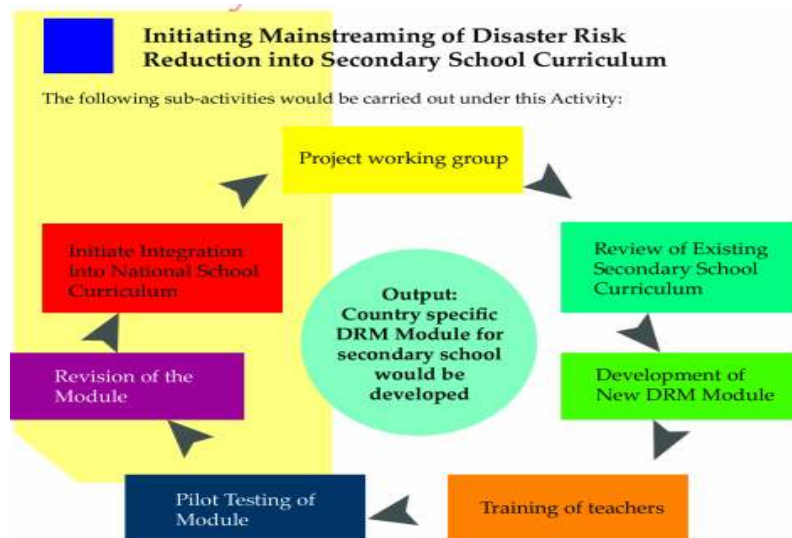 Initiating Mainstreaming of Disaster Risk
Reduction into Secondary School Curriculum
The following sub-activities would be carried out under this Activity:
Project working group
Review of Existing
Secondary School
Curriculum
Development of
New DRM Module
Training of teachers
Pilot Testing of
Module
Revision of the
Module
Initiate Integration
into National School
Curriculum
Output:
Country specific
DRM Module for
secondary school
would be
developed